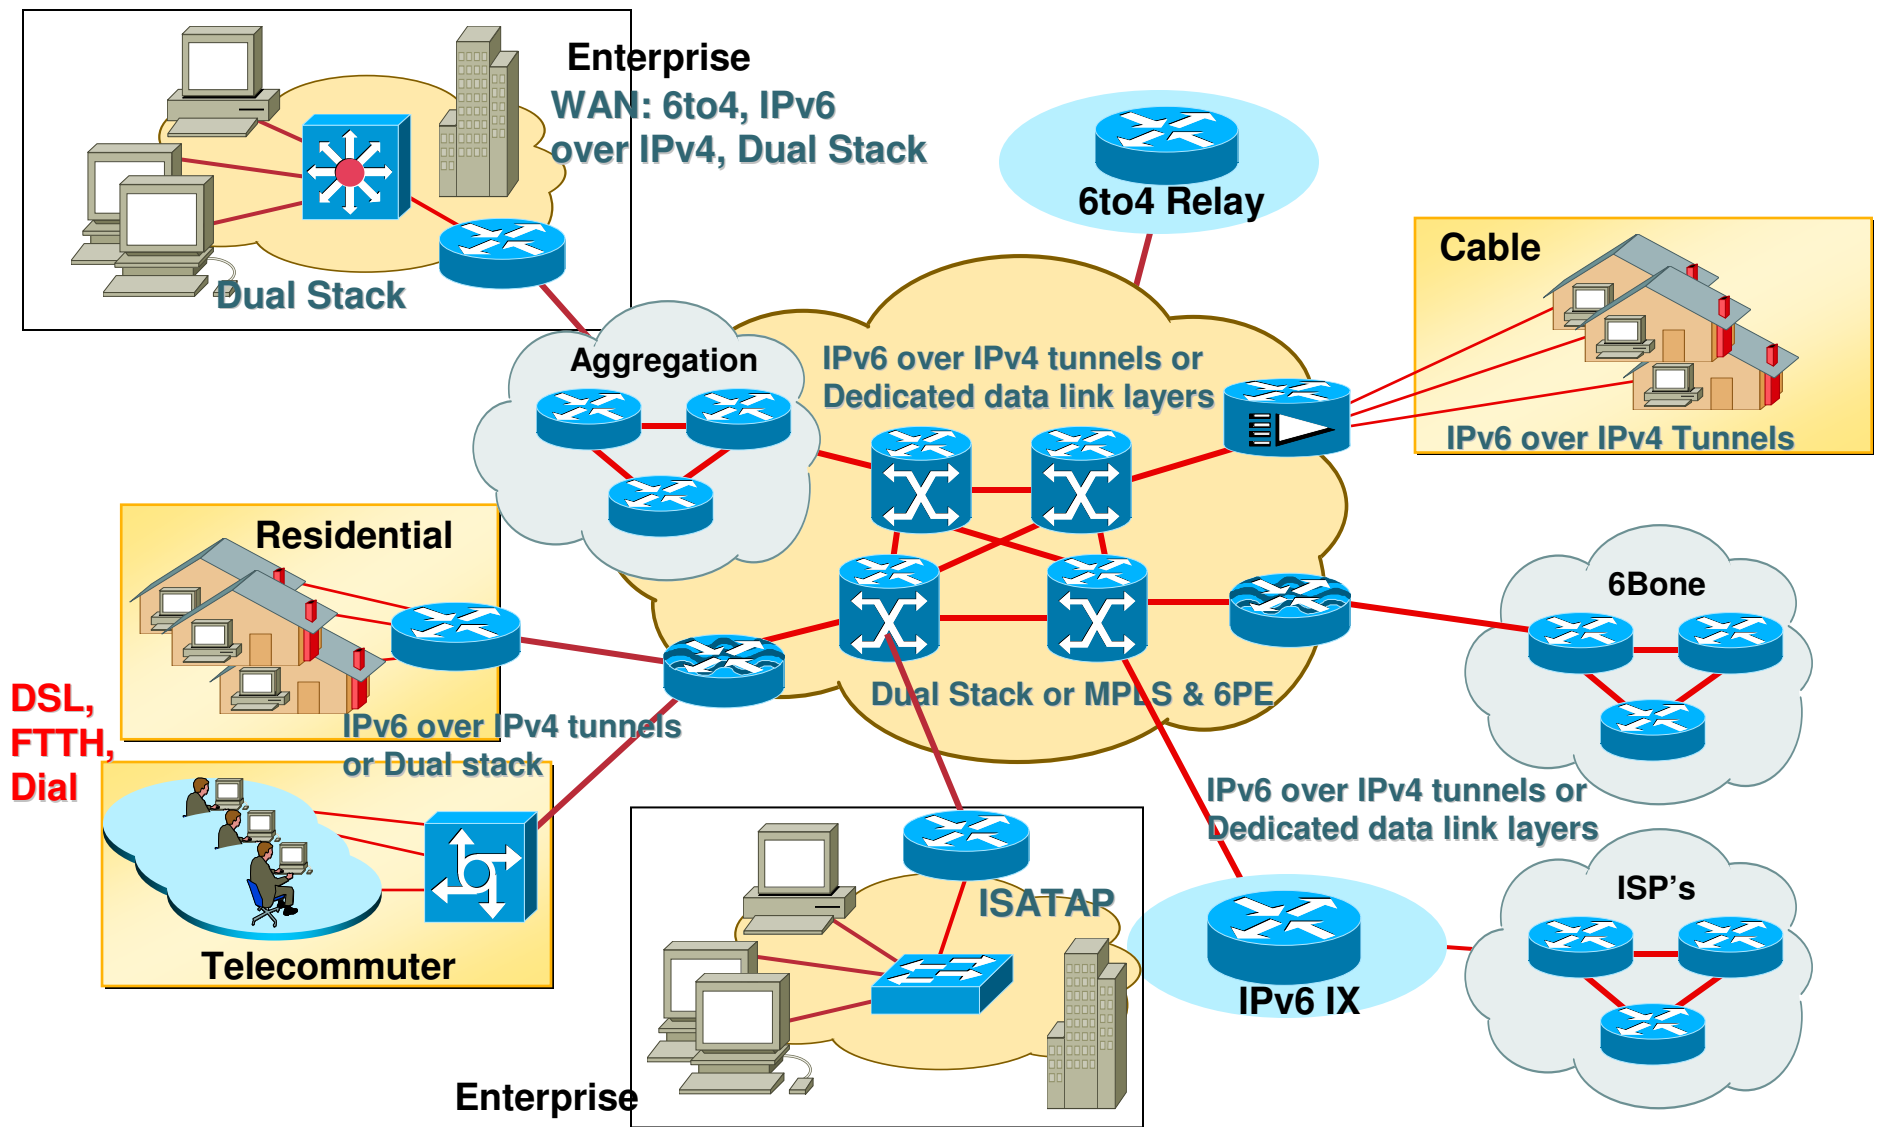 Enterprise
WAN: 6to4, IPv6
over IPv4, Dual Stack
Dual Stack
6to4 Relay
Cable
IPv6 over IPv4 Tunnels
Aggregation
IPv6 over IPv4 tunnels or
Dedicated data link layers
Residential
DSL,
FTTH,
Dial
IPv6 over IPv4 tunnels
or Dual stack
Dual Stack or MPLS & 6PE
6Bone
IPv6 over IPv4 tunnels or
Dedicated data link layers
Telecommuter
ISATAP
Enterprise
IPv6 IX
ISP's